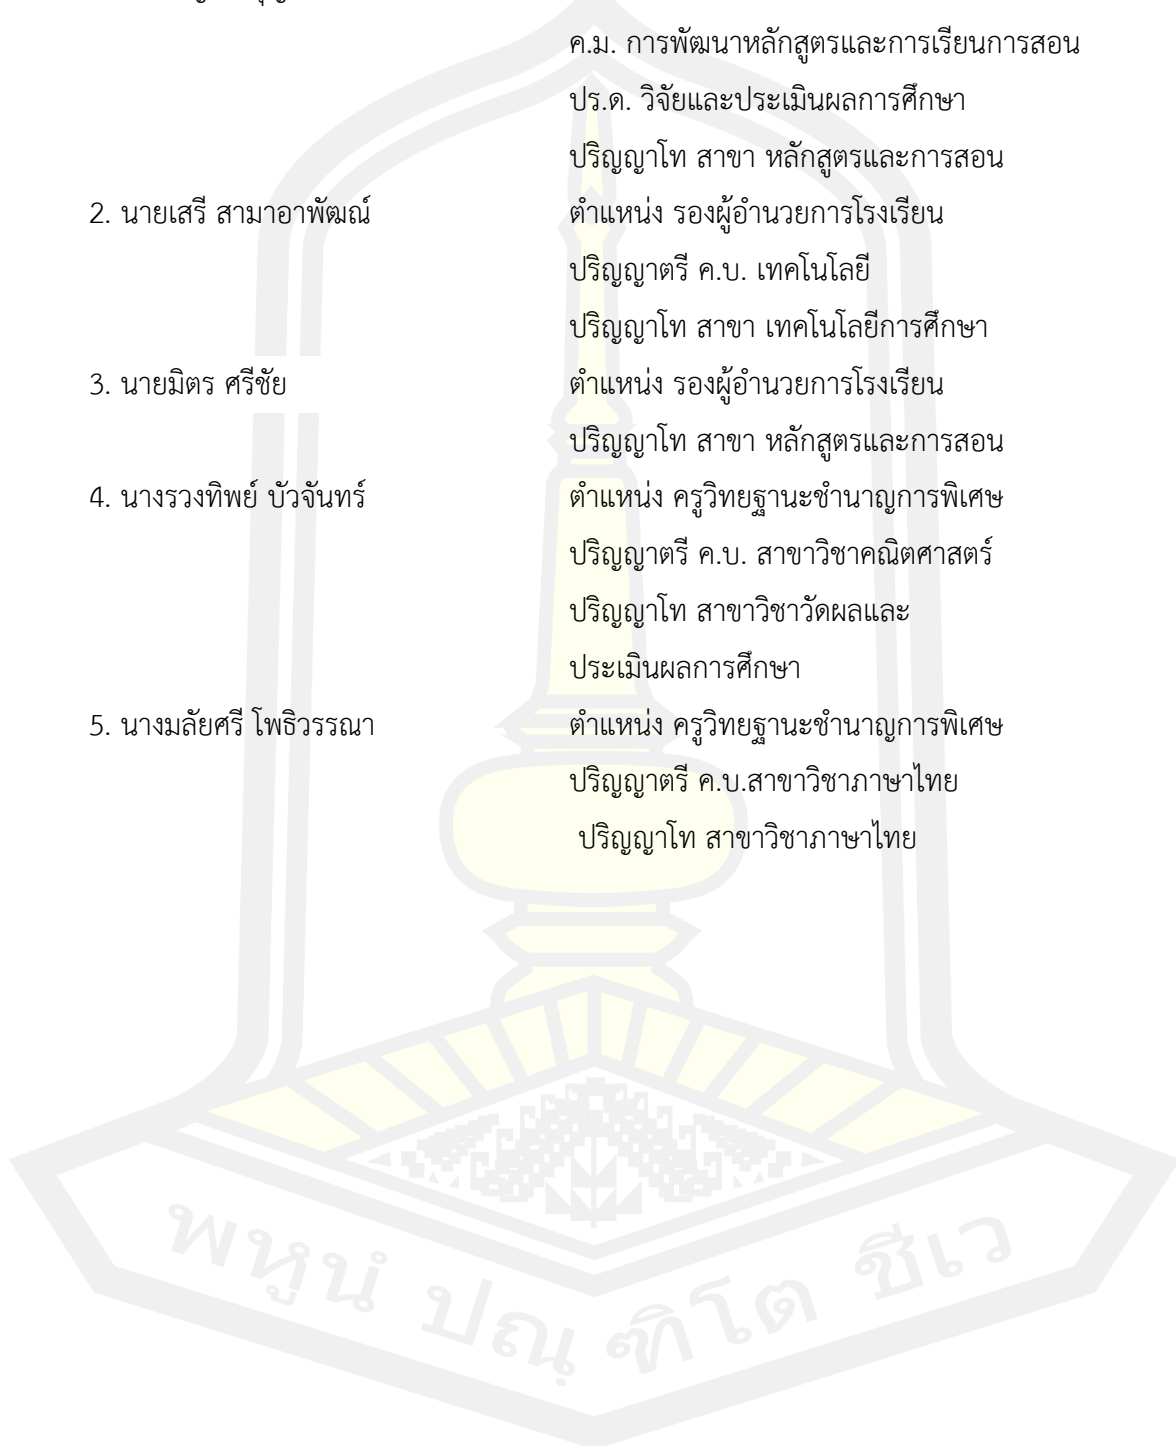 ค.ม. การพัฒนาหลักสูตรและการเรียนการสอน
ปร.ด. วิจัยและประเมินผลการศึกษา
ปริญญาโท สาขา หลักสูตรและการสอน
2. นายเสรี สามาอาพัฒณ์ ตำแหน่ง รองผู้อำนวยการโรงเรียน
ปริญญาตรี ค.บ. เทคโนโลยี
ปริญญาโท สาขา เทคโนโลยีการศึกษา
3. นายมิตร ศรีชัย ตำแหน่ง รองผู้อำนวยการโรงเรียน
ปริญญาโท สาขา หลักสูตรและการสอน
4. นางรวงทิพย์ บัวจันทร์ ตำแหน่ง ครูวิทยฐานะชำนาญการพิเศษ
ปริญญาตรี ค.บ. สาขาวิชาคณิตศาสตร์
ปริญญาโท สาขาวิชาวัดผลและ
ประเมินผลการศึกษา
5. นางมลัยศรี โพธิวรรณา ตำแหน่ง ครูวิทยฐานะชำนาญการพิเศษ
ปริญญาตรี ค.บ.สาขาวิชาภาษาไทย
ปริญญาโท สาขาวิชาภาษาไทย
พหูนํ ปณฺฑิโต ชีเว